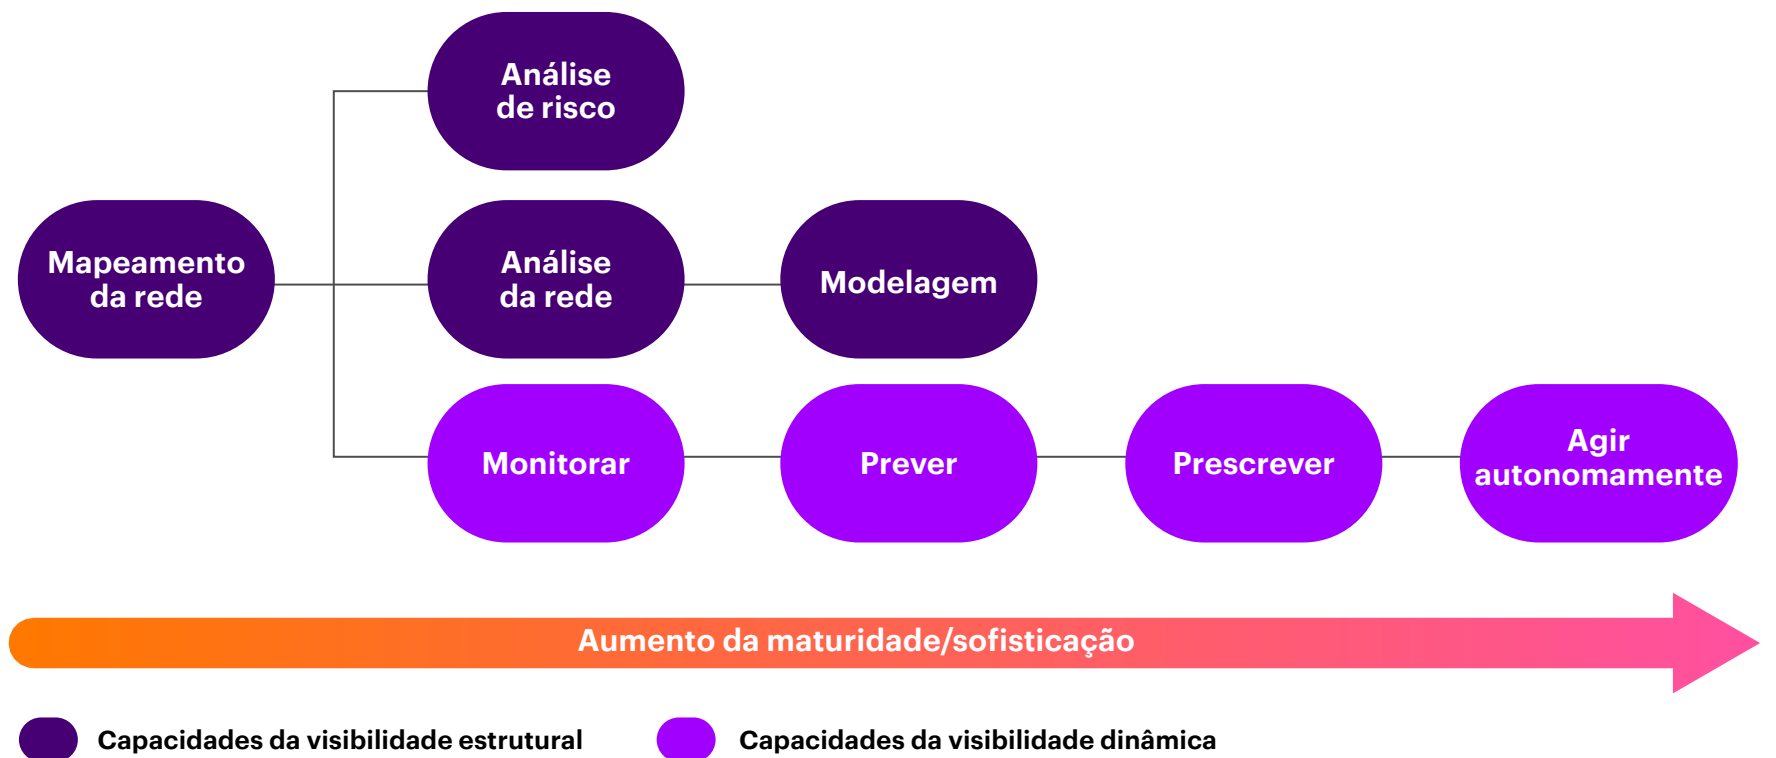 Análise
de risco
Mapeamento
da rede
Análise
da rede
Modelagem
Monitorar
Prever
Prescrever
Agir
autonomamente
Aumento da maturidade/sofisticação
Capacidades da visibilidade estrutural
Capacidades da visibilidade dinâmica